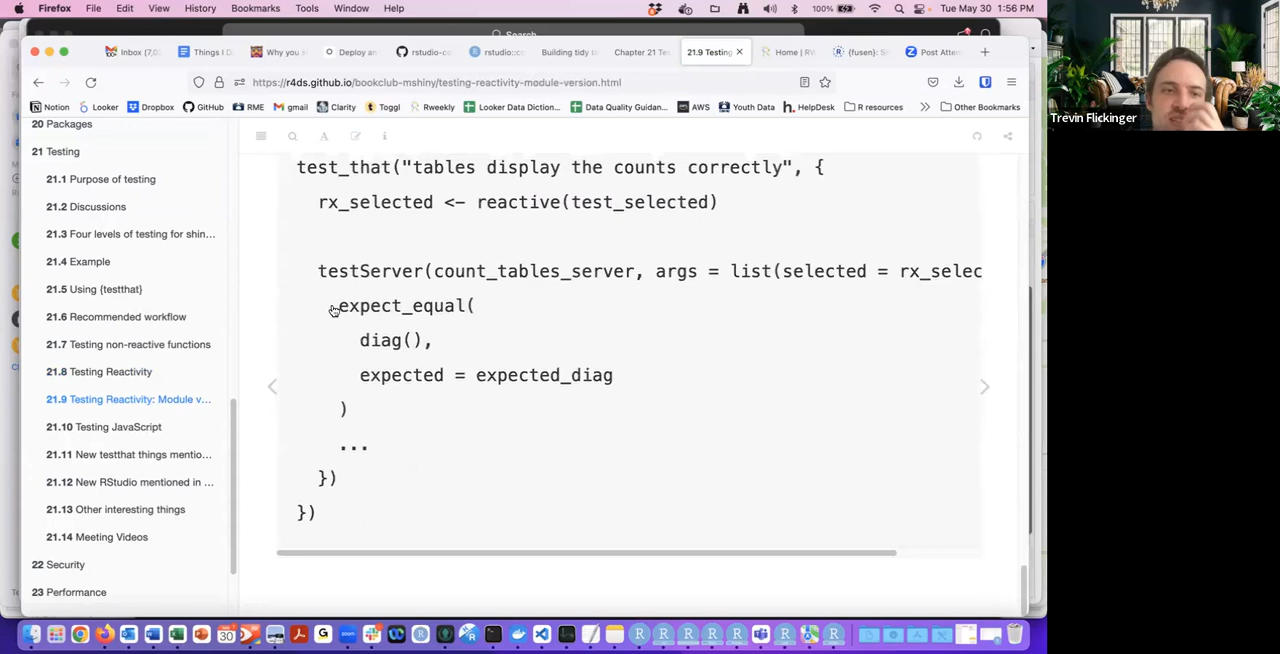 Firefox File Edit View History Bookmarks Tools Window Help 100% Tue May 30 1:56 PM
Search
Inbox (7,0 Things I D Why you s Deploy an rstudio-co rstudio::co Building tidy ta Chapter 21 Tes 21.9 Testing Home | RW {fusen}: S Post Atten
https://r4ds.github.io/bookclub-mshiny/testing-reactivity-module-version.html
Notion Looker Dropbox GitHub RME gmail Clarity Toggl Rweekly Looker Data Diction... Data Quality Guidan... AWS Youth Data HelpDesk R resources Other Bookmarks
Trevin Flickinger
20 Packages
21 Testing
21.1 Purpose of testing
21.2 Discussions
21.3 Four levels of testing for shin...
21.4 Example
21.5 Using {testthat}
21.6 Recommended workflow
21.7 Testing non-reactive functions
21.8 Testing Reactivity
21.9 Testing Reactivity: Module v...
21.10 Testing JavaScript
21.11 New testthat things mentio...
21.12 New RStudio mentioned in ...
21.13 Other interesting things
21.14 Meeting Videos
22 Security
23 Performance
test_that("tables display the counts correctly", {
rx_selected <- reactive(test_selected)
testServer(count_tables_server, args = list(selected = rx_selec
expect_equal(
diag(),
expected = expected_diag
)
...
})
})